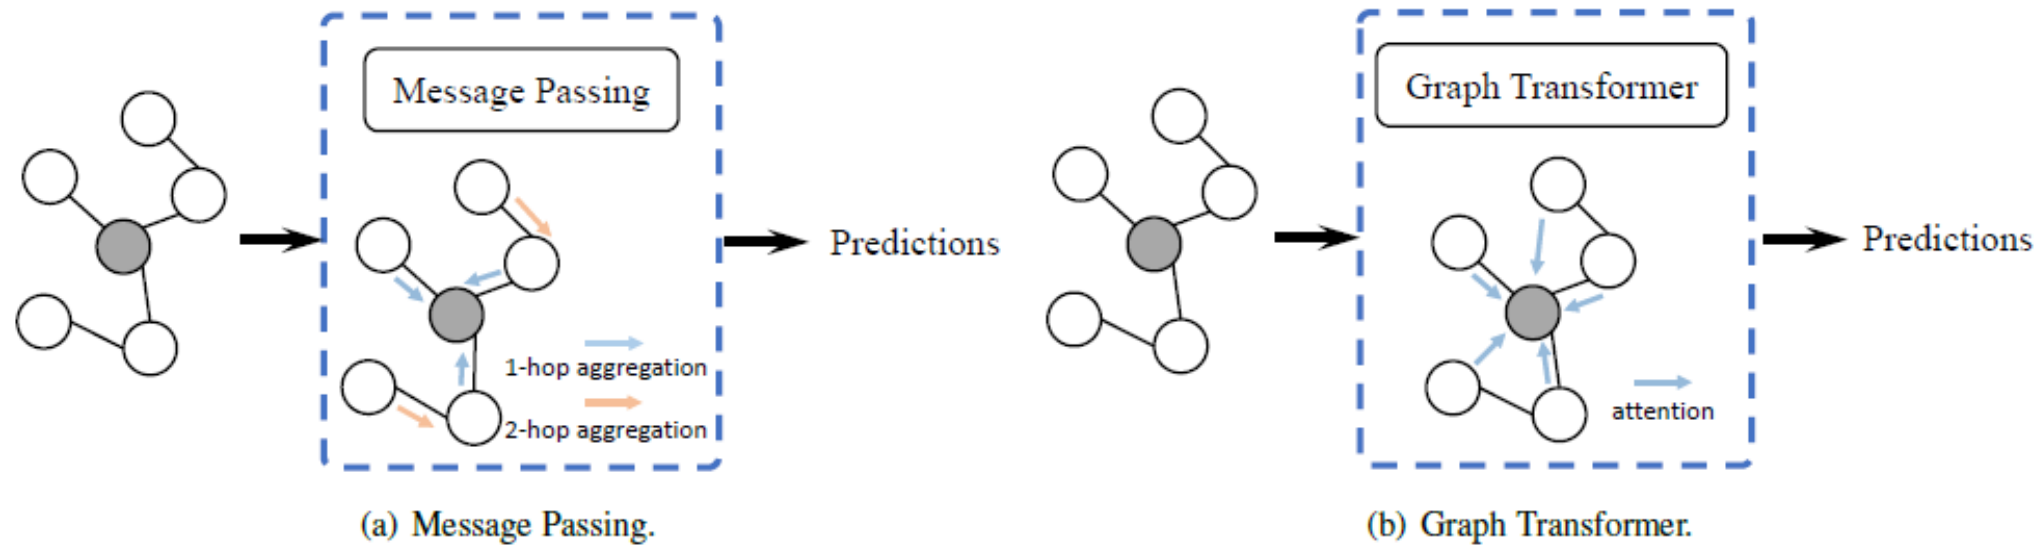 Message Passing
1-hop aggregation
2-hop aggregation
Predictions
(a) Message Passing.
Graph Transformer
attention
Predictions
(b) Graph Transformer.